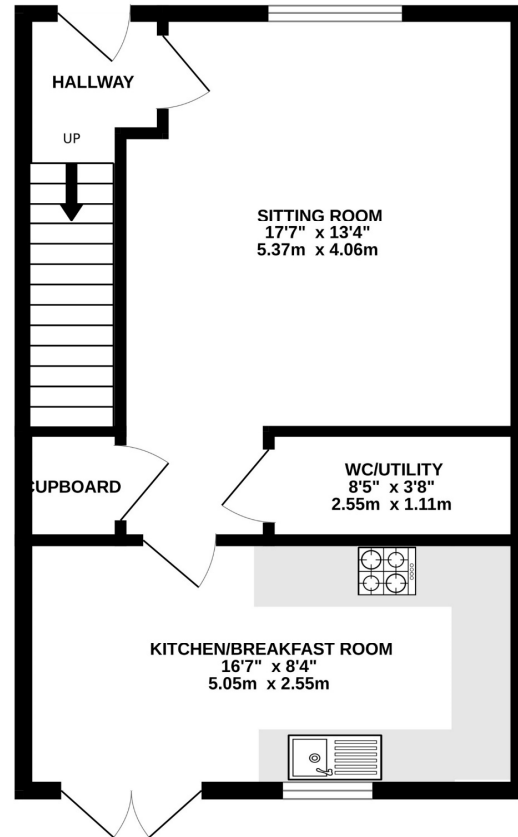 HALLWAY
UP
SITTING ROOM
17'7" x 13'4"
5.37m x 4.06m
CUPBOARD
WC/UTILITY
8'5" x 3'8"
2.55m x 1.11m
KITCHEN/BREAKFAST ROOM
16'7" x 8'4"
5.05m x 2.55m